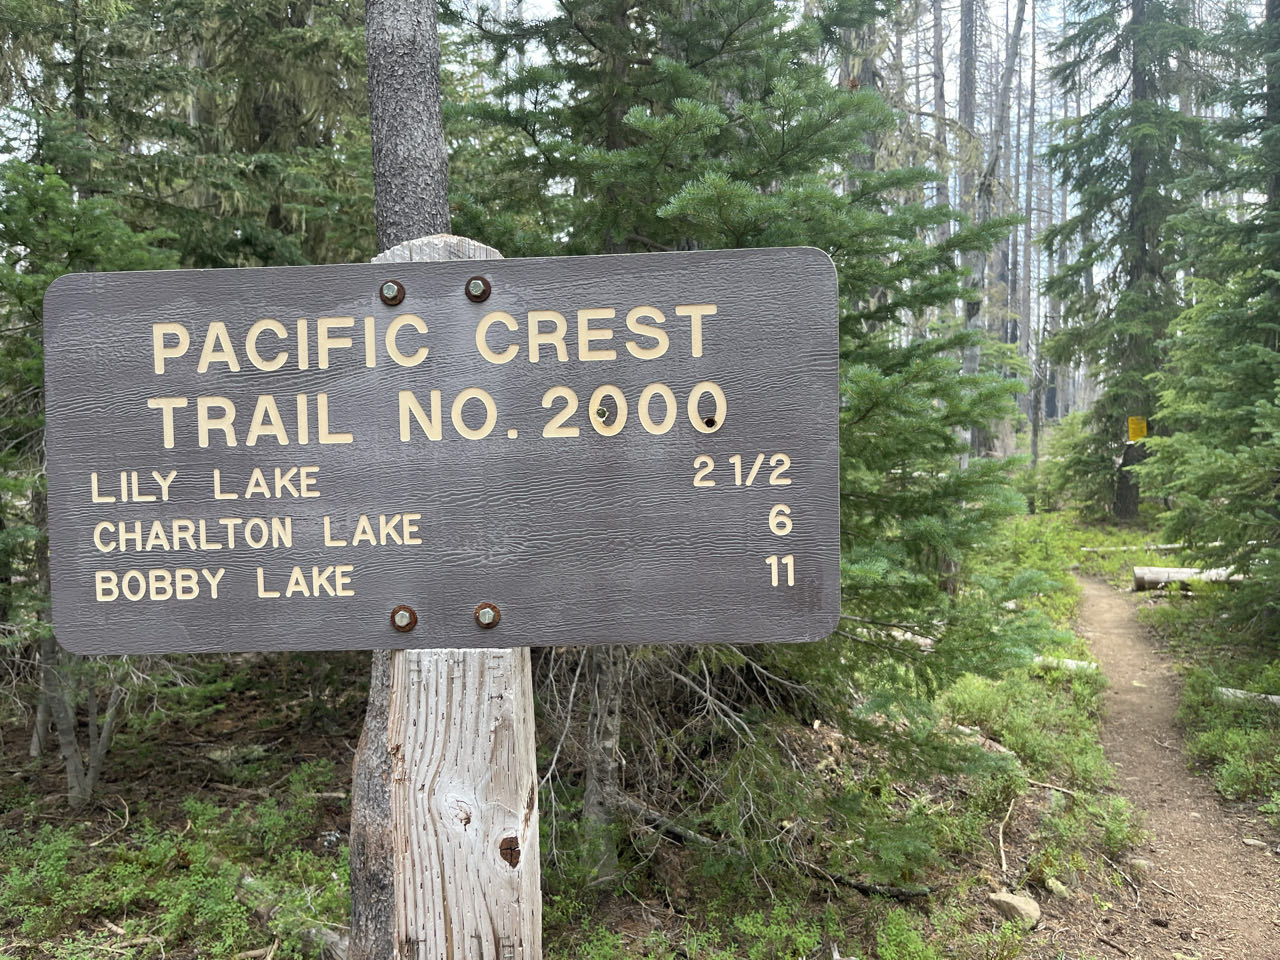 PACIFIC CREST
TRAIL NO. 2000
LILY LAKE 2 1/2
CHARLTON LAKE 6
BOBBY LAKE 11